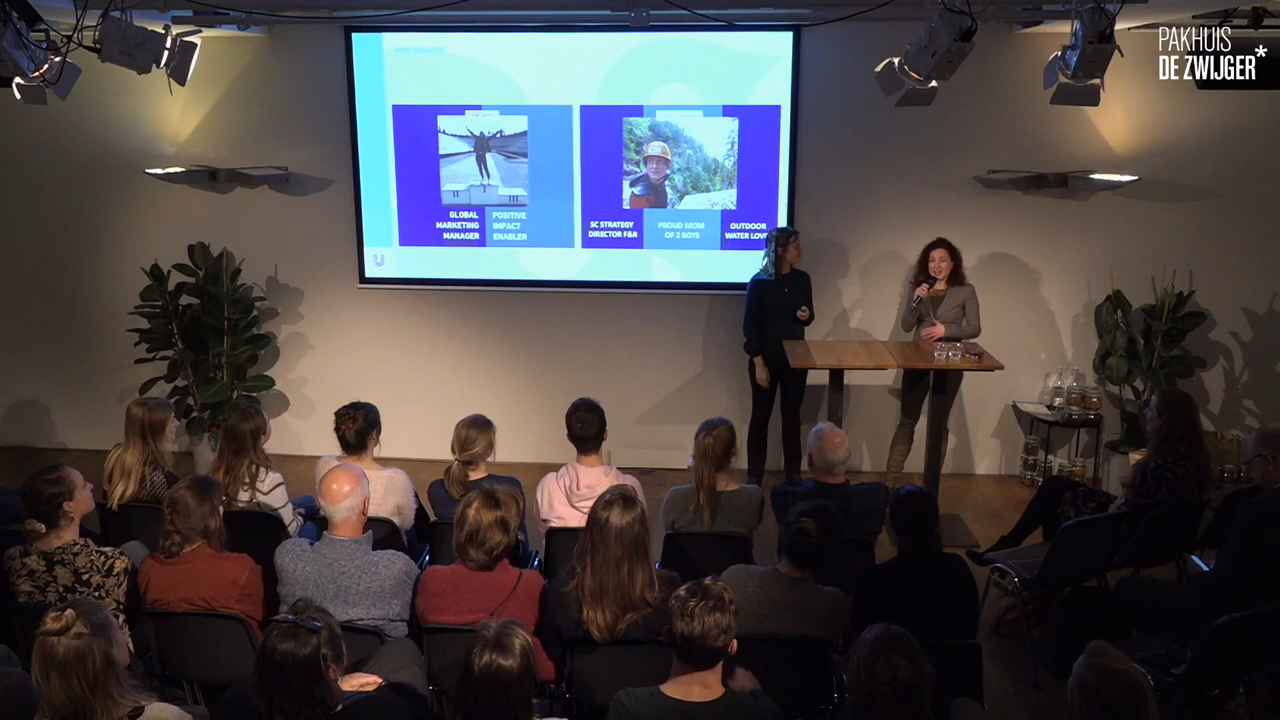 PAKHUIS
DE ZWIJGER*
GLOBAL
MARKETING
MANAGER
POSITIVE
IMPACT
ENABLER
SC STRATEGY
DIRECTOR F&R
PROUD MOM
OF 2 BOYS
OUTDOOR
WATER